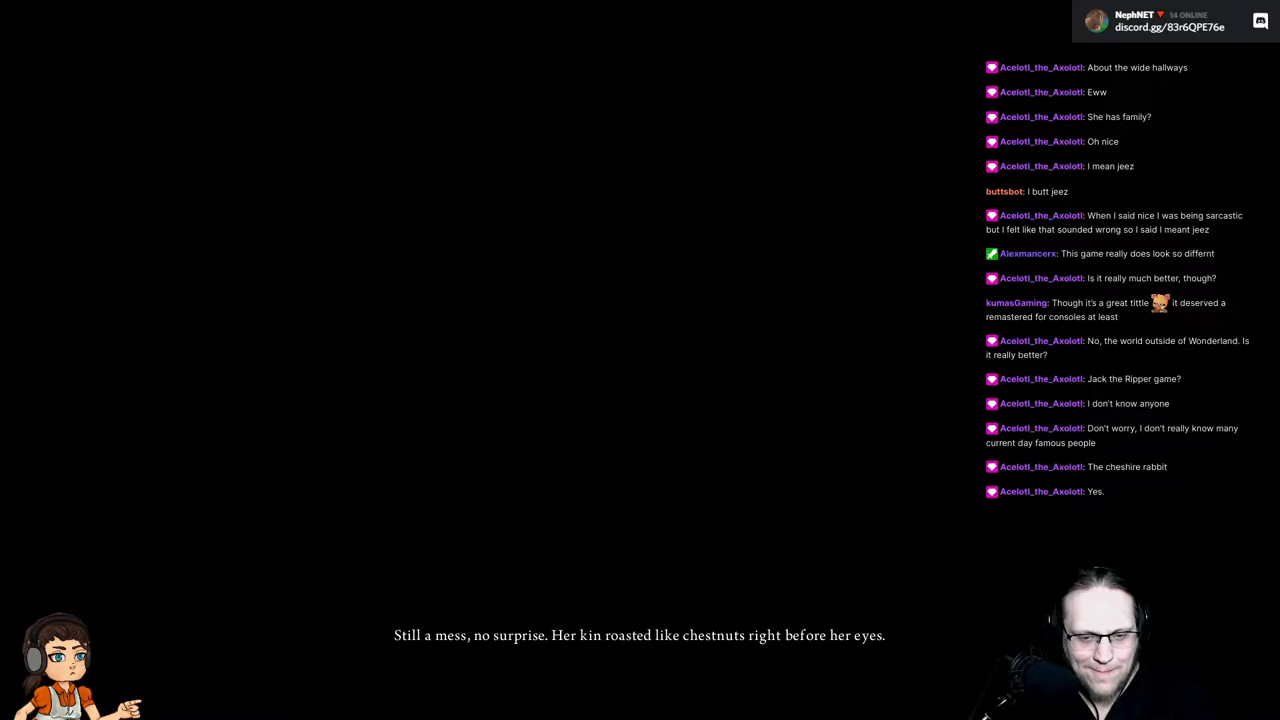 NephNET 14 ONLINE
discord.gg/83r6QPE76e
Acelotl_the_Axolotl: About the wide hallways
Acelotl_the_Axolotl: Eww
Acelotl_the_Axolotl: She has family?
Acelotl_the_Axolotl: Oh nice
Acelotl_the_Axolotl: I mean jeez
buttsbot: I butt jeez
Acelotl_the_Axolotl: When I said nice I was being sarcastic
but I felt like that sounded wrong so I said I meant jeez
Alexmancerx: This game really does look so differnt
Acelotl_the_Axolotl: Is it really much better, though?
kumasGaming: Though it's a great tittle it deserved a
remastered for consoles at least
Acelotl_the_Axolotl: No, the world outside of Wonderland. Is
it really better?
Acelotl_the_Axolotl: Jack the Ripper game?
Acelotl_the_Axolotl: I don't know anyone
Acelotl_the_Axolotl: Don't worry, I don't really know many
current day famous people
Acelotl_the_Axolotl: The cheshire rabbit
Acelotl_the_Axolotl: Yes.
Still a mess, no surprise. Her kin roasted like chestnuts right before her eyes.